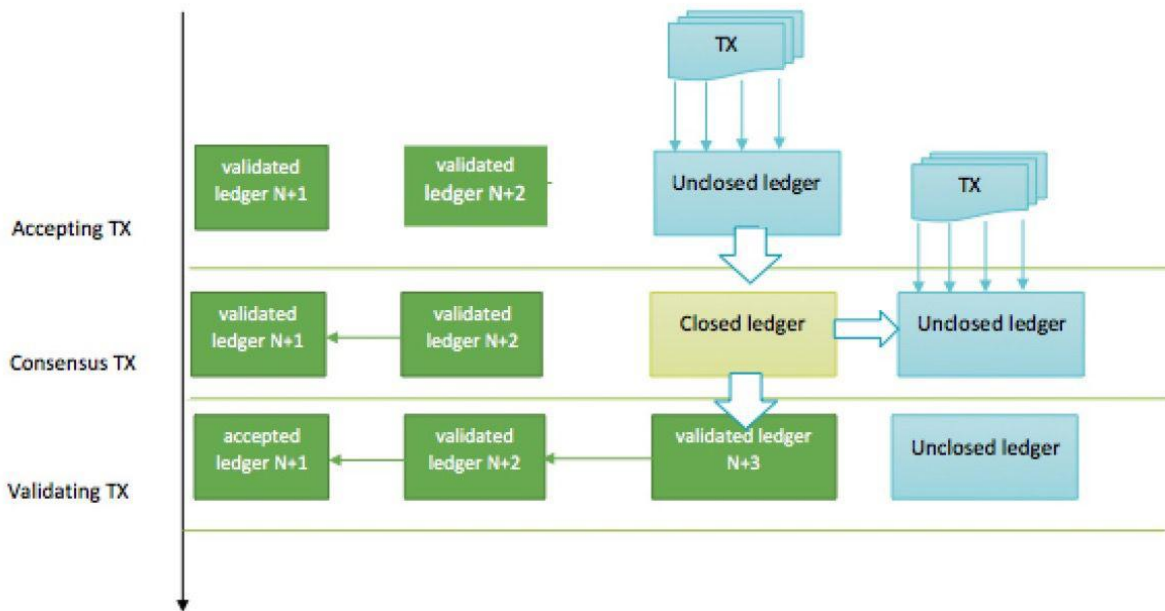 TX
validated
ledger N+1
validated
ledger N+2
Unclosed ledger
TX
Accepting TX
validated
ledger N+1
validated
ledger N+2
Closed ledger
Unclosed ledger
Consensus TX
accepted
ledger N+1
validated
ledger N+2
validated ledger
N+3
Unclosed ledger
Validating TX